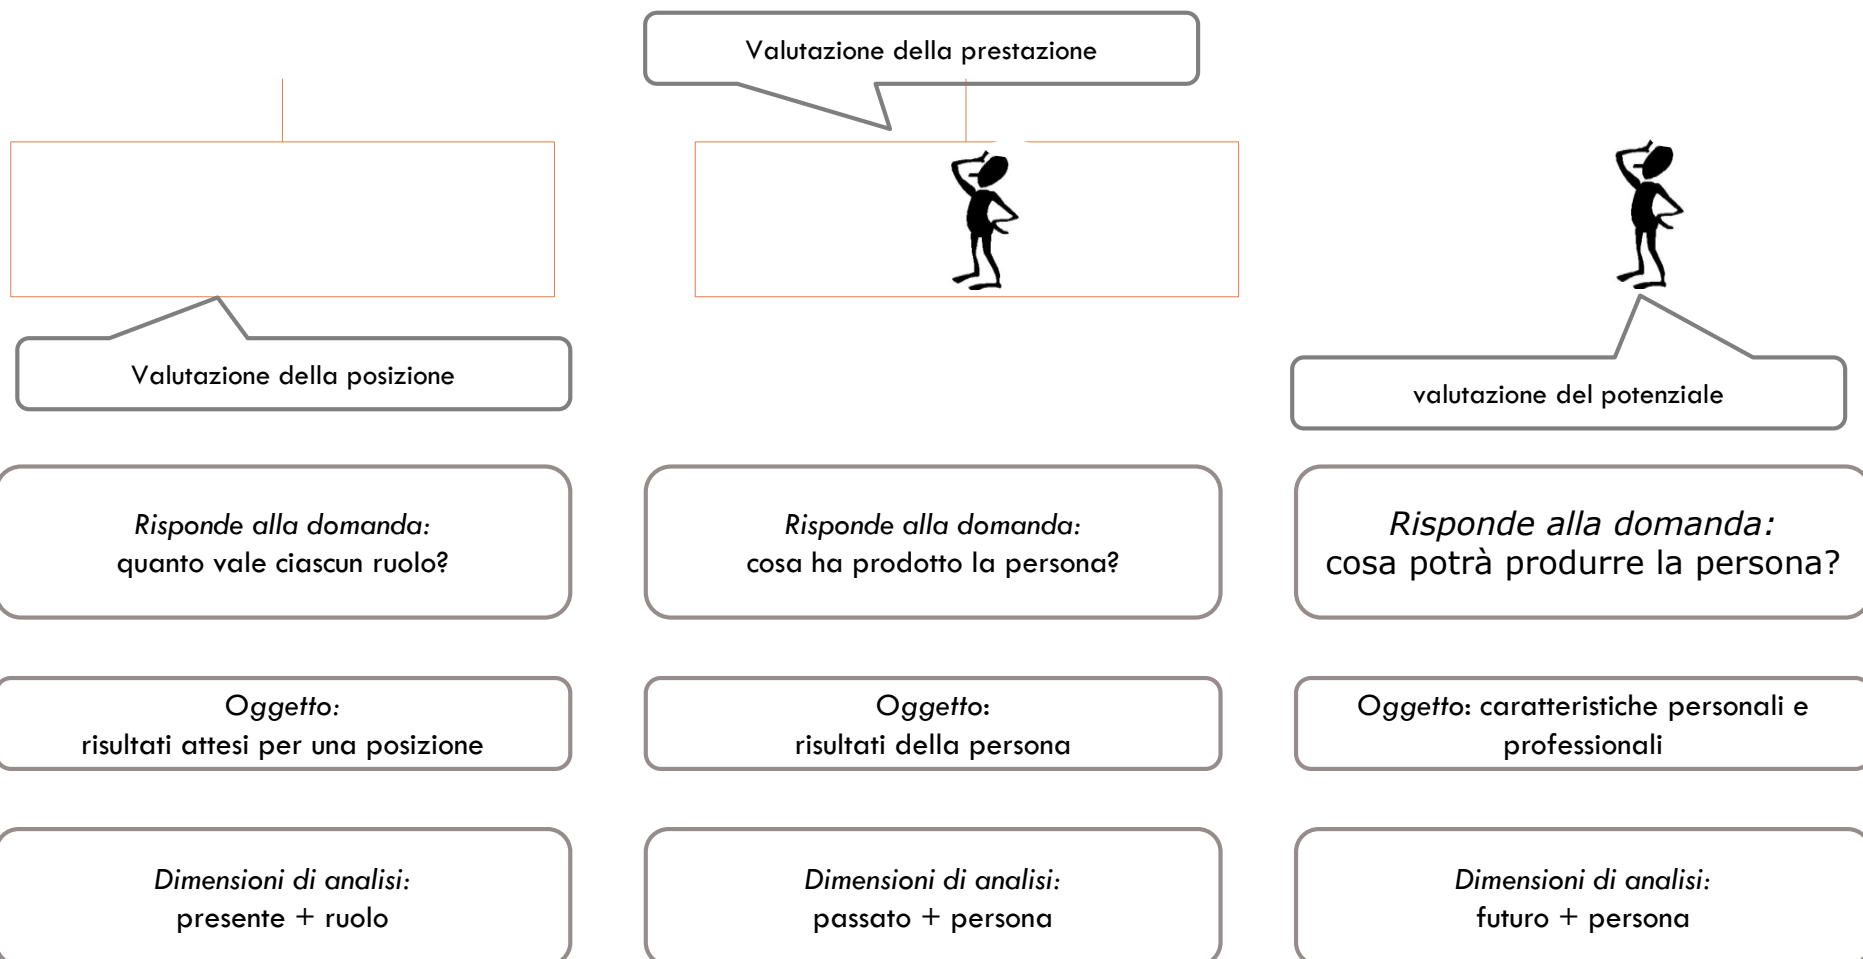 Valutazione della prestazione
Valutazione della posizione
valutazione del potenziale
Risponde alla domanda:
quanto vale ciascun ruolo?
Risponde alla domanda:
cosa ha prodotto la persona?
Risponde alla domanda:
cosa potrà produrre la persona?
Oggetto:
risultati attesi per una posizione
Oggetto:
risultati della persona
Oggetto: caratteristiche personali e
professionali
Dimensioni di analisi:
presente + ruolo
Dimensioni di analisi:
passato + persona
Dimensioni di analisi:
futuro + persona